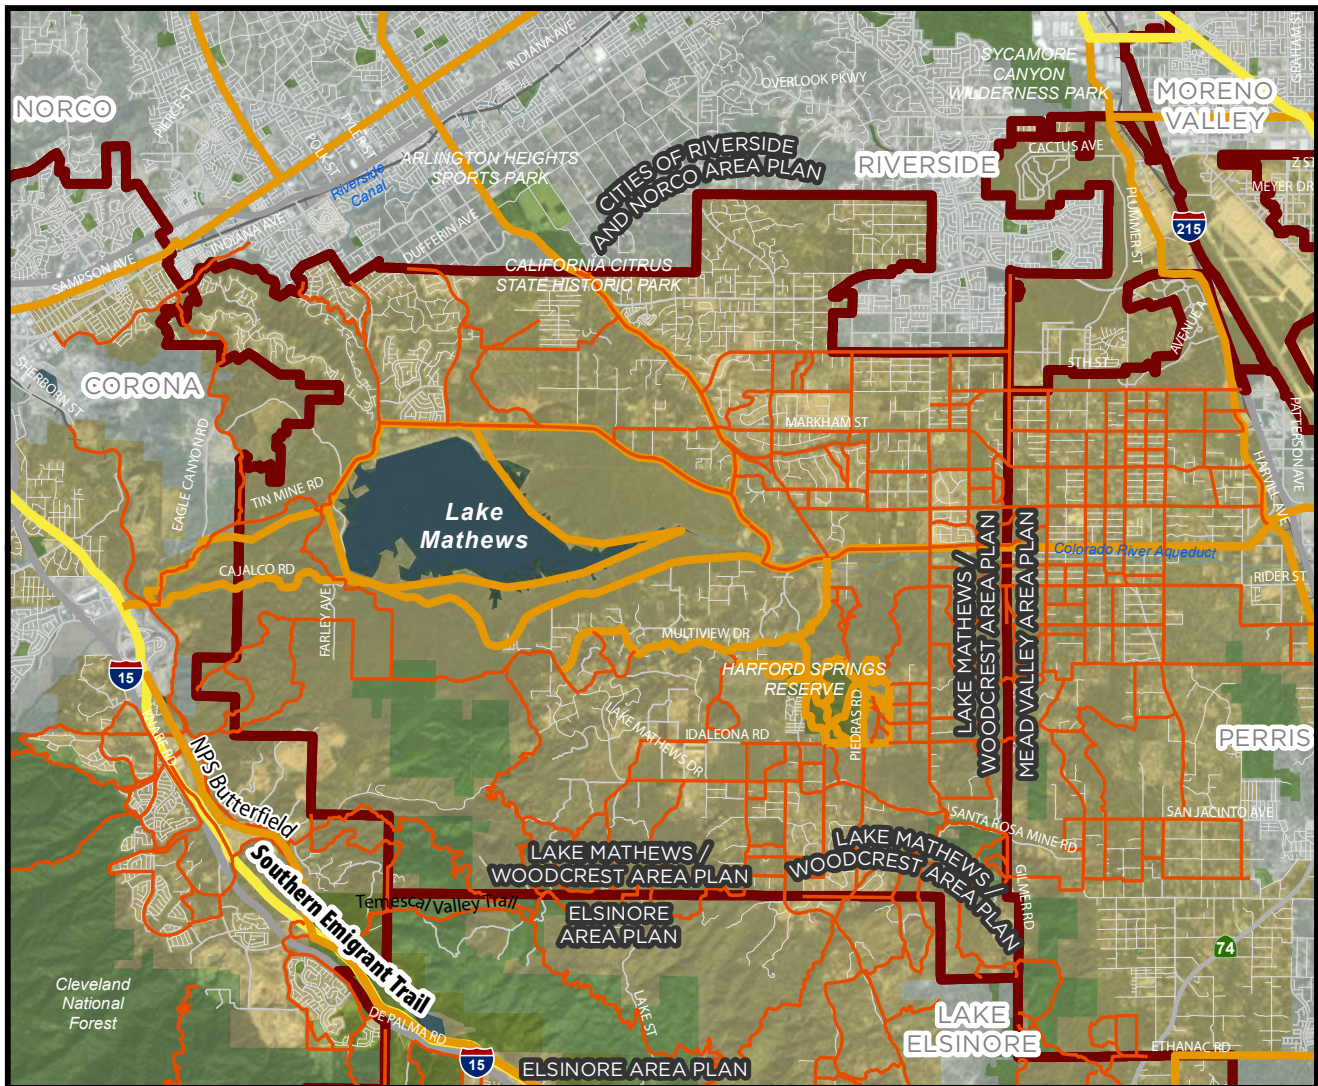 NORCO
PIERCE ST
POLK ST
TYLER ST
Riverside
Canal
INDIANA AVE
INDIANA AVE
SAMPSON AVE
ARLINGTON HEIGHTS
SPORTS PARK
DUFFERIN AVE
OVERLOOK PKWY
CITIES OF RIVERSIDE
AND NORCO AREA PLAN
CALIFORNIA CITRUS
STATE HISTORIC PARK
SYCAMORE
CANYON
WILDERNESS PARK
MORENO
VALLEY
RIVERSIDE
CACTUS AVE
Z ST
MEYER DR
PLUMMER ST
215
AVENUE A
5TH ST
PATTERSON AVE
HARVILL AVE
SHERBORN ST
CORONA
EAGLE CANYON RD
TIN MINE RD
CAJALCO RD
FARLEY AVE
Lake
Mathews
MARKHAM ST
Colorado River Aqueduct
RIDER ST
LAKE MATHEWS /
WOODCREST AREA PLAN
MEAD VALLEY AREA PLAN
MULTIVIEW DR
HARFORD SPRINGS
RESERVE
PIEDRAS RD
IDALEONA RD
LAKE MATHEWS DR
PERRIS
SAN JACINTO AVE
SANTA ROSA MINE RD
GILMER RD
15
KNABE RD
NPS Butterfield
Southern Emigrant Trail
Temescal Valley Trail
LAKE MATHEWS /
WOODCREST AREA PLAN
LAKE MATHEWS /
WOODCREST AREA PLAN
ELSINORE
AREA PLAN
74
Cleveland
National
Forest
DE PALMA RD
LAKE ST
15
ELSINORE AREA PLAN
LAKE
ELSINORE
ETHANAC RD